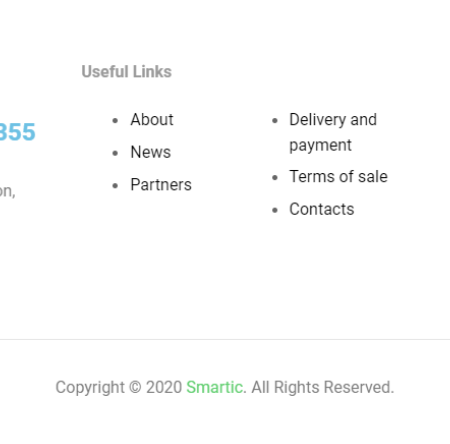 Useful Links
355
on,
About
News
Partners
Delivery and
payment
Terms of sale
Contacts
Copyright © 2020 Smartic. All Rights Reserved.